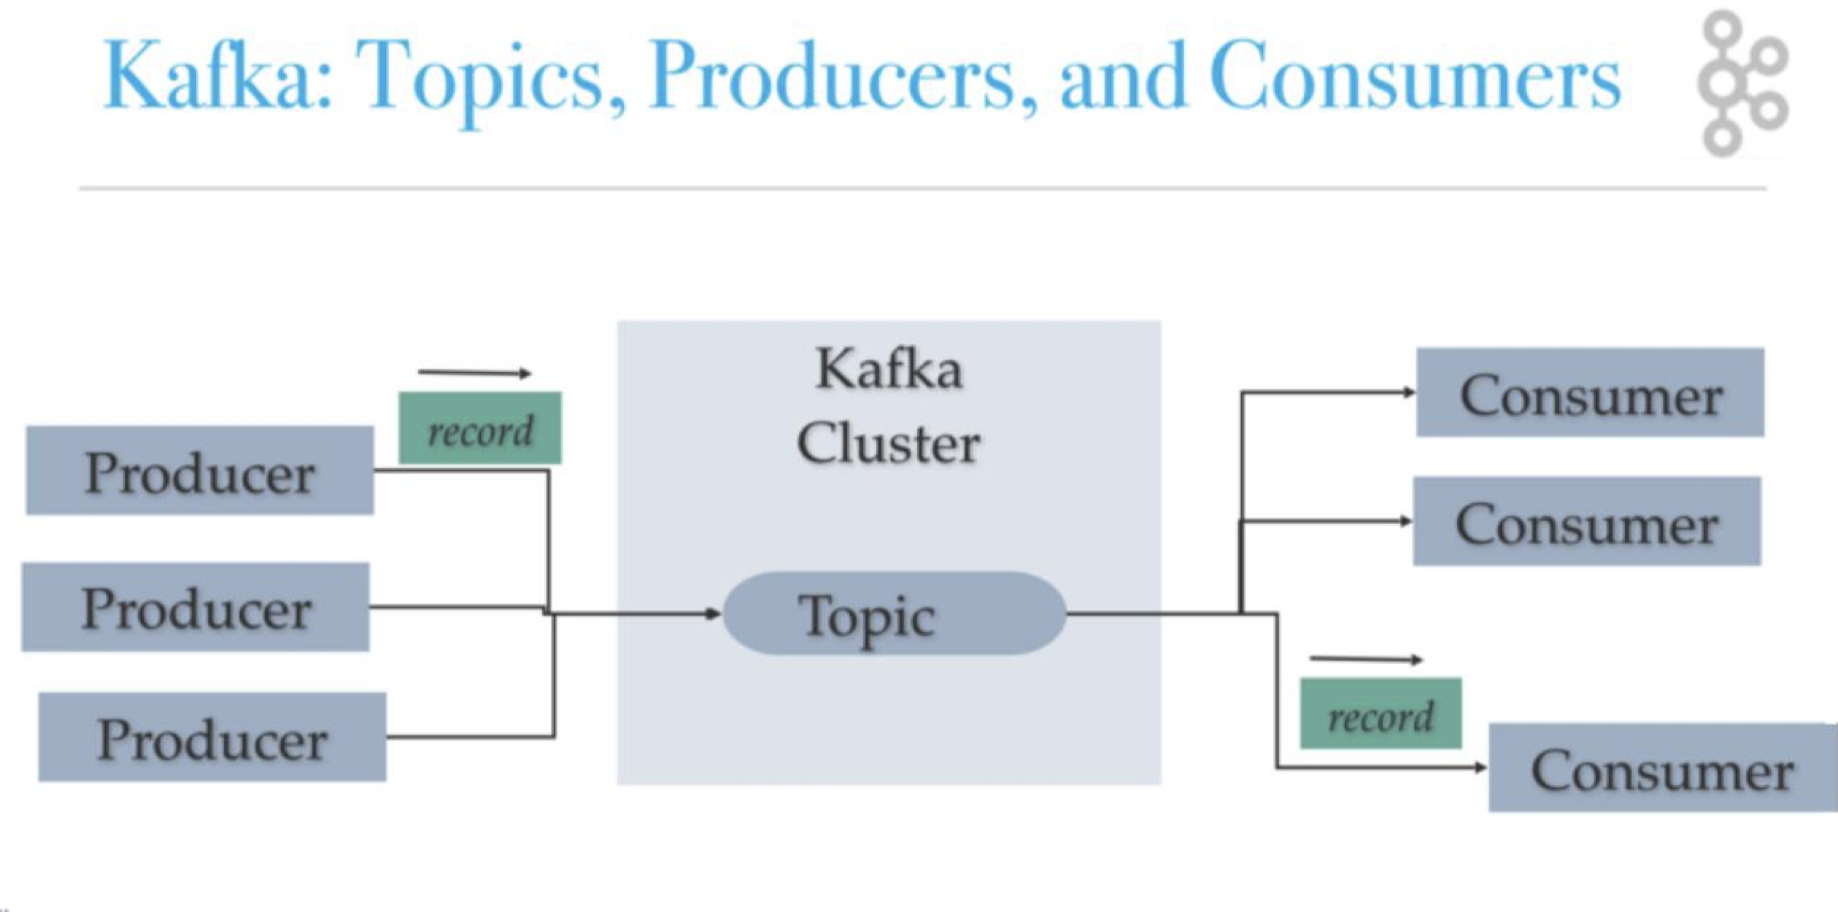 Kafka: Topics, Producers, and Consumers
record
Producer
Producer
Producer
Kafka
Cluster
Topic
Consumer
Consumer
record
Consumer